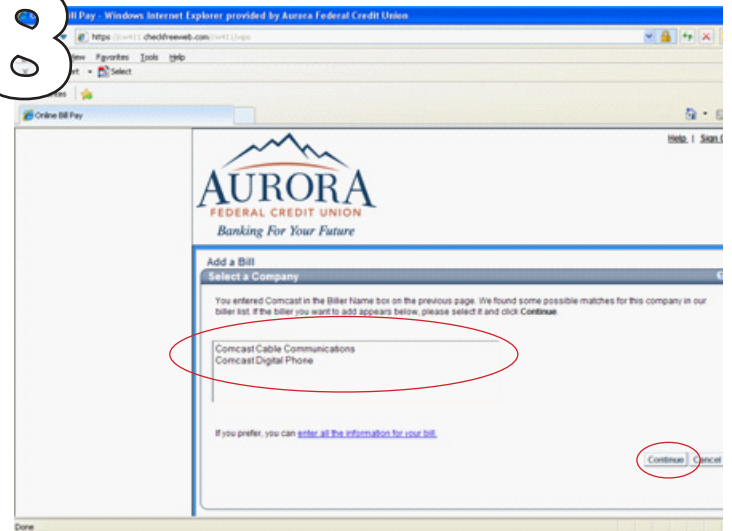 8
Bill Pay - Windows Internet Explorer provided by Aurora Federal Credit Union
https checkfreeweb.com
View Favorites Tools Help
Select
Online Bill Pay
Help | Sign
AURORA
FEDERAL CREDIT UNION
Banking For Your Future
Add a Bill
Select a Company
You entered Comcast in the Biller Name box on the previous page. We found some possible matches for this company in our
biller list. If the biller you want to add appears below, please select it and click Continue.
Comcast Cable Communications
Comcast Digital Phone
If you prefer, you can enter all the information for your bill.
Continue Cancel
Done